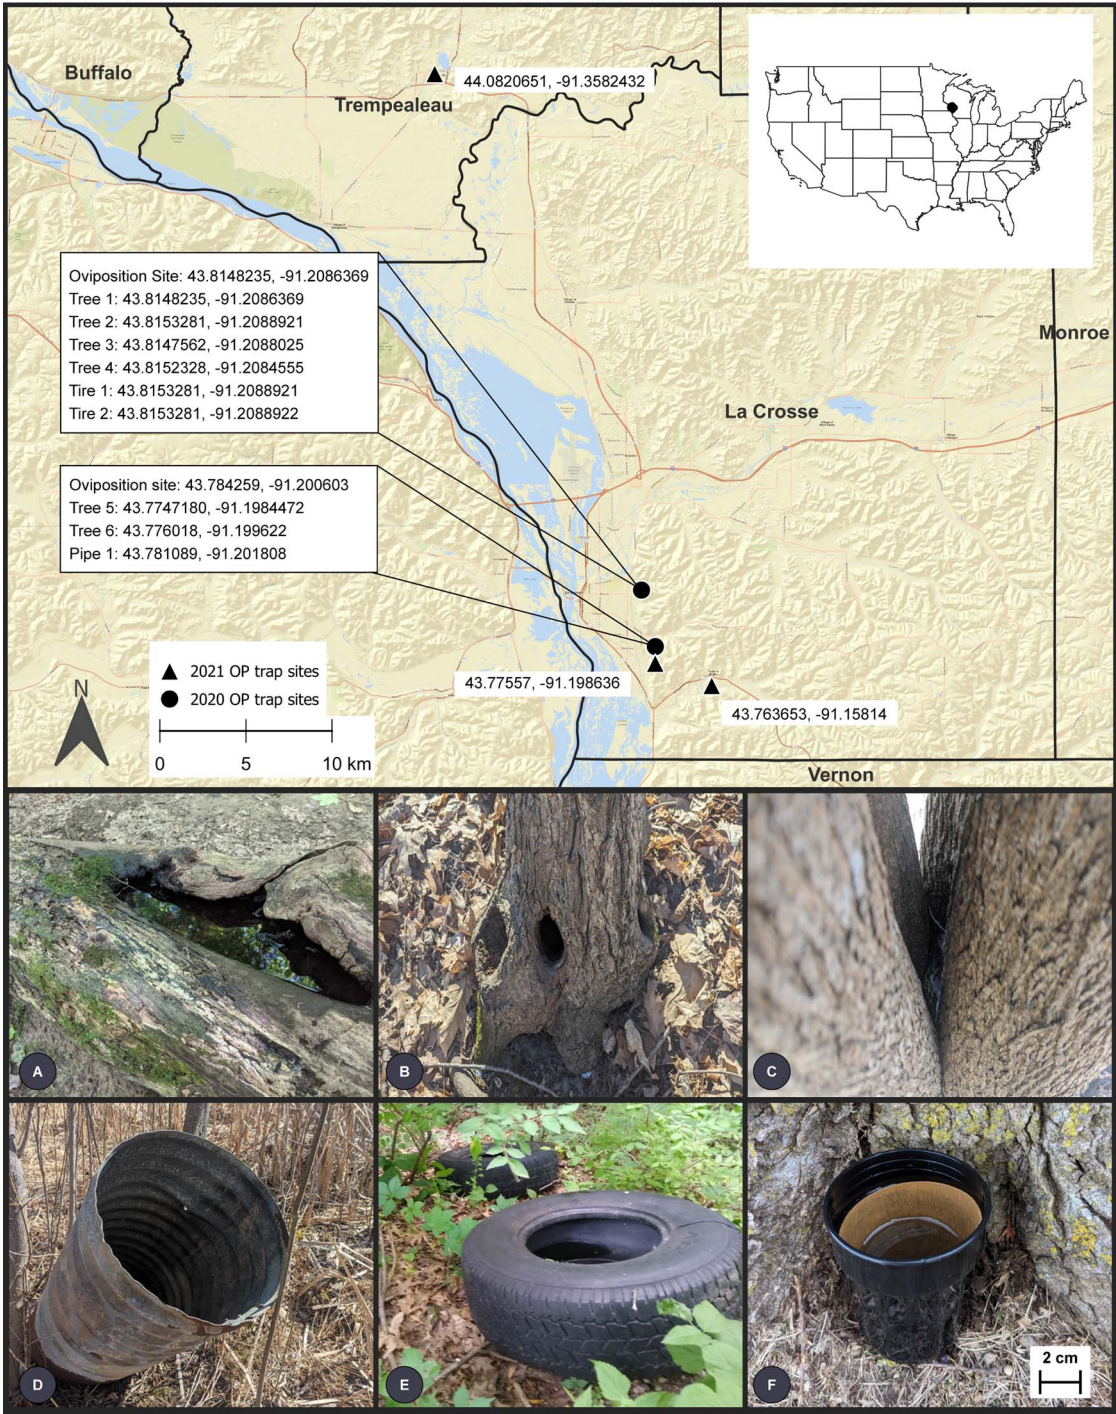 Buffalo
Trempealeau
44.0820651, -91.3582432
Oviposition Site: 43.8148235, -91.2086369
Tree 1: 43.8148235, -91.2086369
Tree 2: 43.8153281, -91.2088921
Tree 3: 43.8147562, -91.2088025
Tree 4: 43.8152328, -91.2084555
Tire 1: 43.8153281, -91.2088921
Tire 2: 43.8153281, -91.2088922
Monroe
La Crosse
Oviposition site: 43.784259, -91.200603
Tree 5: 43.7747180, -91.1984472
Tree 6: 43.776018, -91.199622
Pipe 1: 43.781089, -91.201808
2021 OP trap sites
2020 OP trap sites
N
0 5 10 km
43.77557, -91.198636
43.763653, -91.15814
Vernon
A
B
C
D
E
F
2 cm